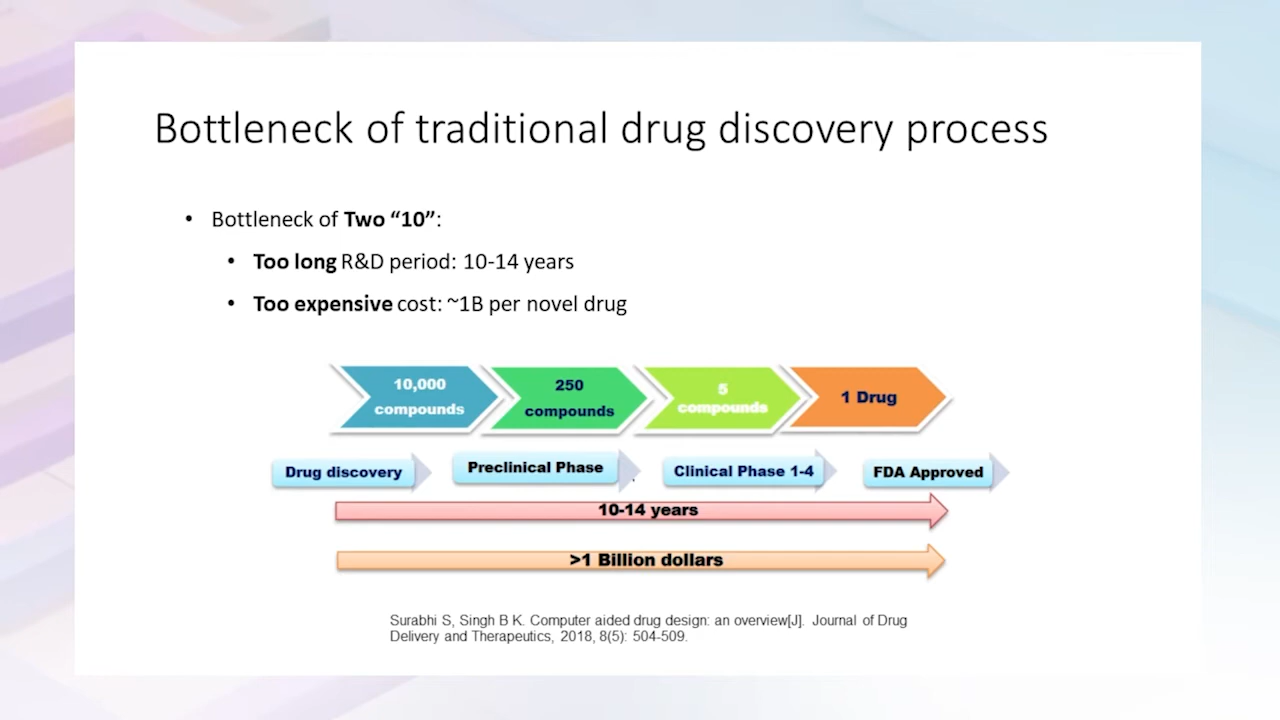 Bottleneck of traditional drug discovery process
• Bottleneck of Two “10”:
• Too long R&D period: 10-14 years
• Too expensive cost: ~1B per novel drug
10,000
compounds
250
compounds
5
compounds
1 Drug
Drug discovery
Preclinical Phase
Clinical Phase 1-4
FDA Approved
10-14 years
>1 Billion dollars
Surabhi S, Singh B K. Computer aided drug design: an overview[J]. Journal of Drug
Delivery and Therapeutics, 2018, 8(5): 504-509.